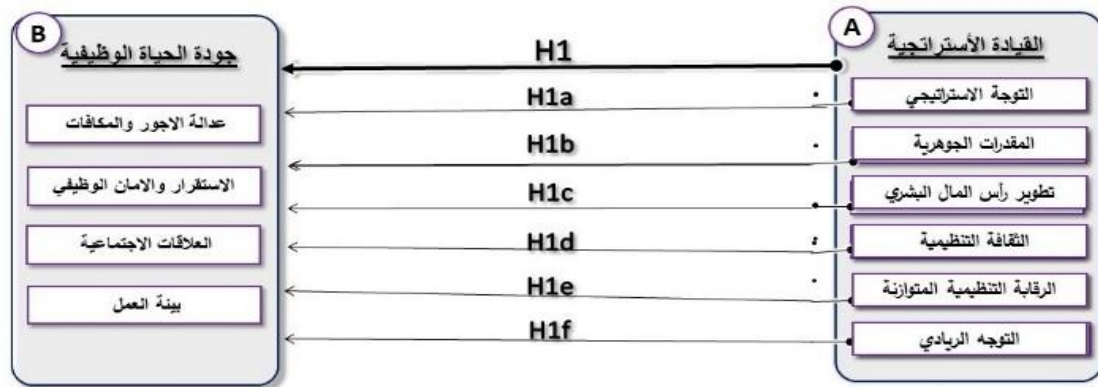 A
القيادة الأستراتجية
التوجة الاستراتيجي
المقدرات الجوهرية
تطوير رأس المال البشري
الثقافة التنظيمية
الرقابة التنظيمية المتوازنة
التوجه الريادي
H1
H1a
H1b
H1c
H1d
H1e
H1f
B
جودة الحياة الوظيفية
عدالة الاجور والمكافات
الاستقرار والامان الوظيفي
العلاقات الاجتماعية
بيئة العمل